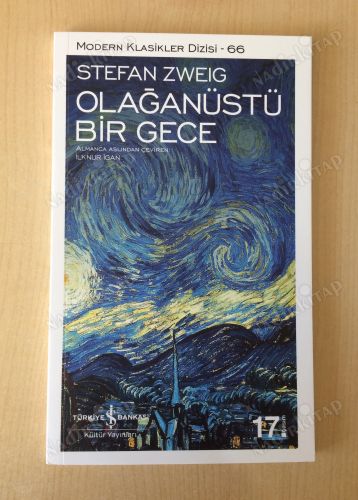 MODERN KLASİKLER DİZİSİ - 66
STEFAN ZWEIG
OLAĞANÜSTÜ
BİR GECE
ALMANCA ASLINDAN ÇEVİREN:
İLKNUR İGAN
TÜRKİYE İŞ BANKASI
Kültür Yayınları
17.